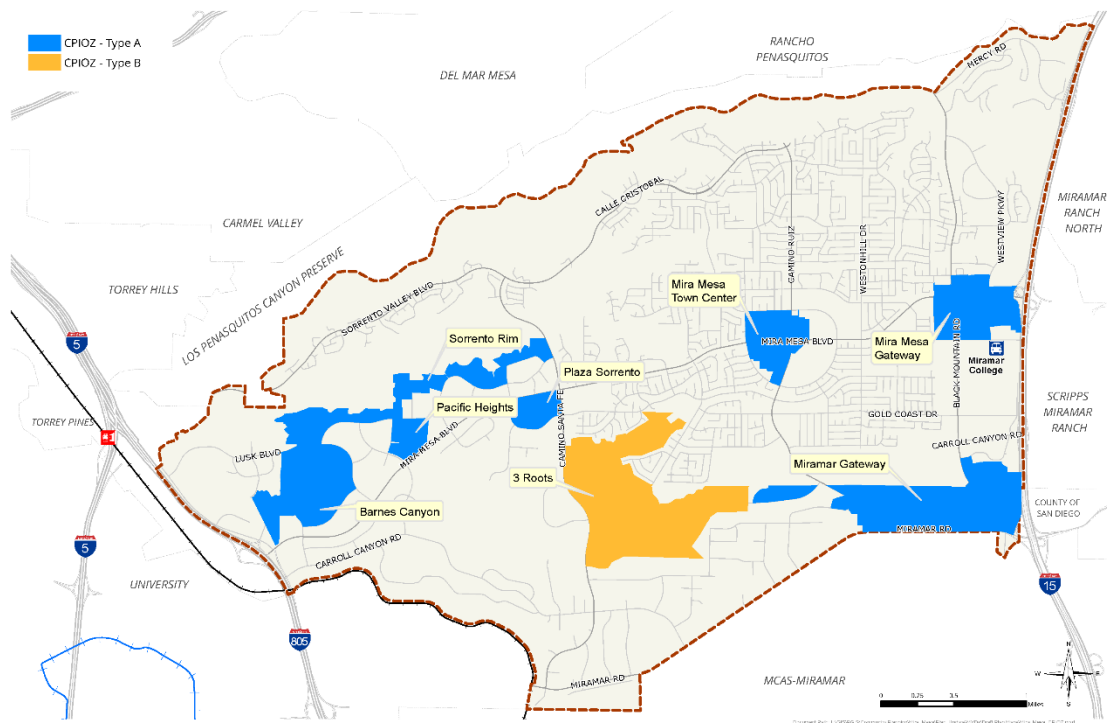 CPIOZ - Type A
CPIOZ - Type B
RANCHO
PENASQUITOS
DEL MAR MESA
MERCY RD
CARMEL VALLEY
CALLE CRISTOBAL
MIRAMAR
RANCH
NORTH
WESTVIEW PKWY
CAMINO RUIZ
WESTONHILL DR
TORREY HILLS
LOS PENASQUITOS CANYON PRESERVE
SORRENTO VALLEY BLVD
Mira Mesa
Town Center
5
Sorrento Rim
MIRA MESA BLVD
Mira Mesa
Gateway
BLACK MOUNTAIN RD
Miramar
College
Plaza Sorrento
Pacific Heights
CAMINO SANTA FE
GOLD COAST DR
SCRIPPS
MIRAMAR
RANCH
TORREY PINES
MIRA MESA BLVD
CARROLL CANYON RD
LUSK BLVD
3 Roots
Miramar Gateway
Barnes Canyon
COUNTY OF
SAN DIEGO
MIRAMAR RD
CARROLL CANYON RD
5
UNIVERSITY
15
805
MIRAMAR RD
MCAS-MIRAMAR
N
W
E
S
0
0.75
3.5
Miles